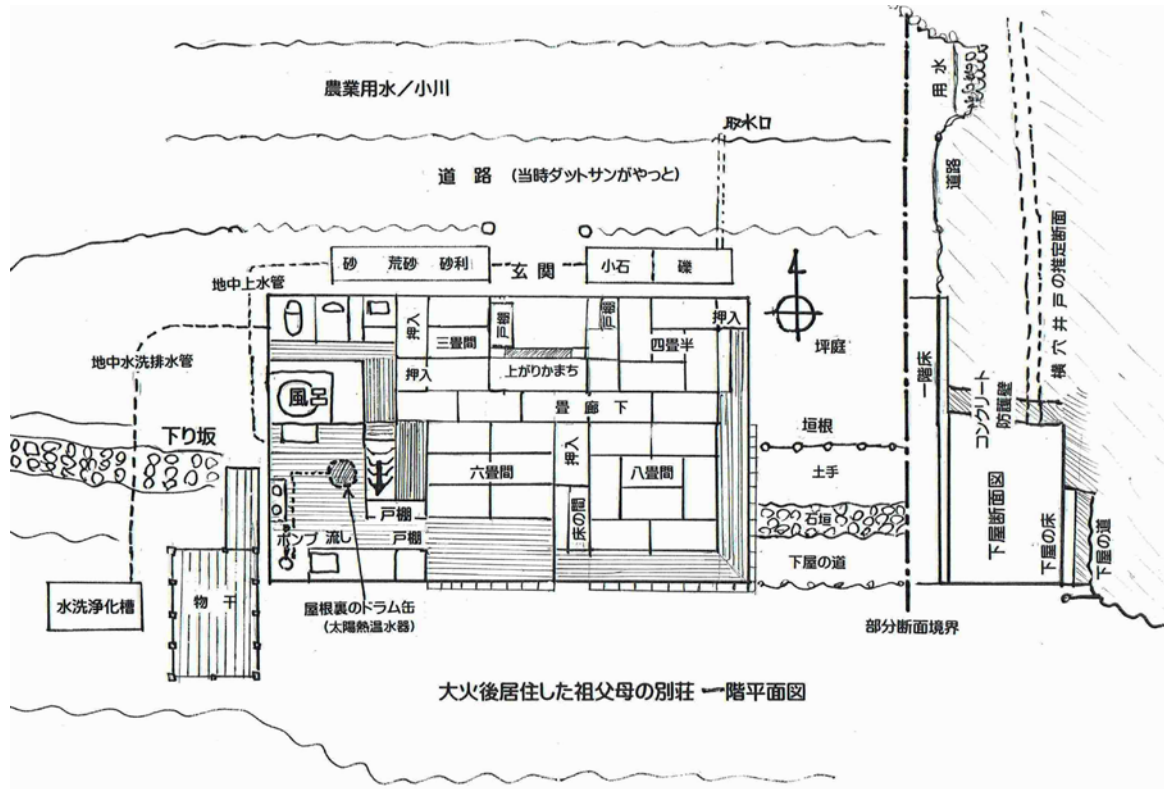 農業用水／小川
取水口
道 路 (当時ダットサンがやっと)
用水
道路
横穴井戸の推定断面
砂 荒砂 砂利
玄関
小石 礫
地中上水管
押入
三畳間
戸棚
戸棚
四畳半
押入
坪庭
地中水洗排水管
押入
上がりかまち
一階床
コンクリート
防護壁
風呂
畳廊下
下り坂
垣根
六畳間
押入
八畳間
土手
戸棚
床の間
石垣
下屋断面図
下屋の床
下屋の道
ポンプ 流し 戸棚
下屋の道
水洗浄化槽
物干
屋根裏のドラム缶
(太陽熱温水器)
部分断面境界
大火後居住した祖父母の別荘 一階平面図